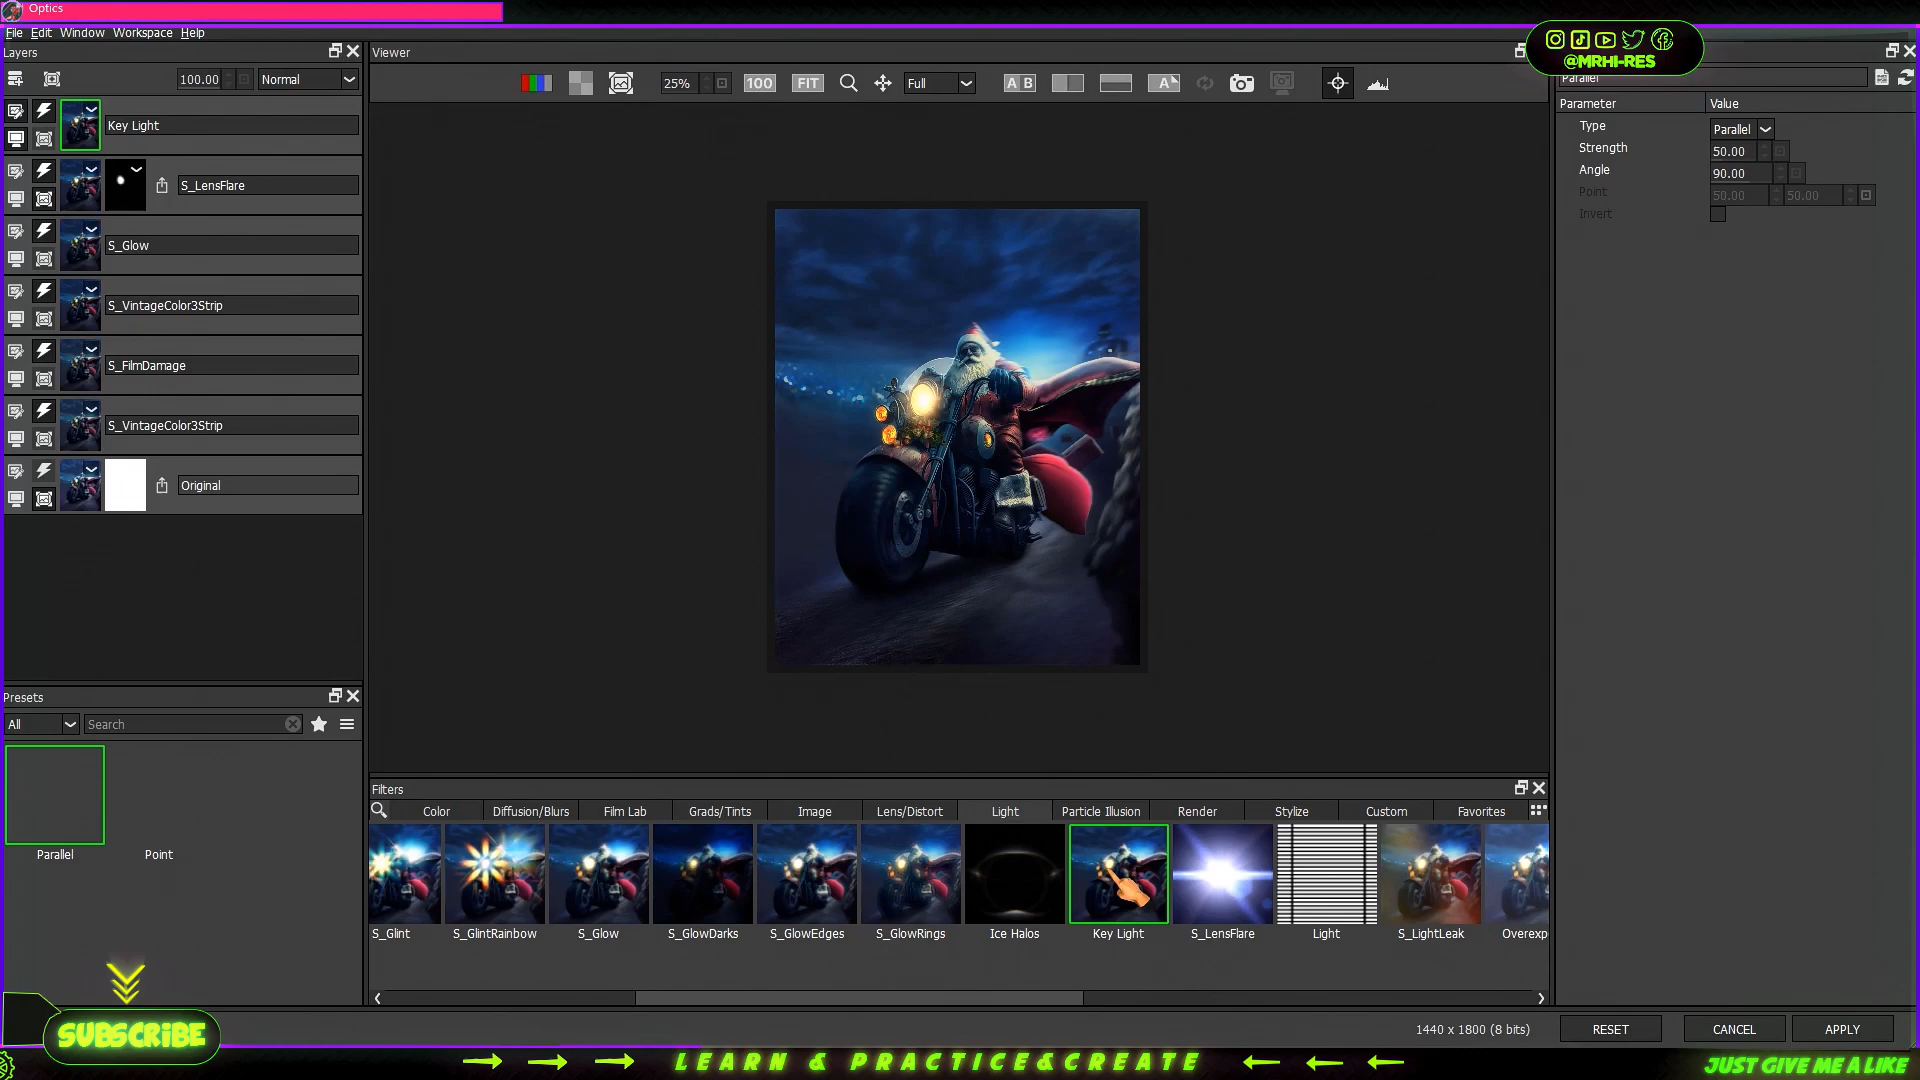 Optics
File Edit Window Workspace Help
@MRHI-RES
Layers
Viewer
100.00 Normal
25% 100 FIT Full A B A
Parallel
Parameter Value
Type Parallel
Strength 50.00
Angle 90.00
Point 50.00 50.00
Invert
Key Light
S_LensFlare
S_Glow
S_VintageColor3Strip
S_FilmDamage
S_VintageColor3Strip
Original
Presets
All Search
Parallel Point
Filters
Color Diffusion/Blurs Film Lab Grads/Tints Image Lens/Distort Light Particle Illusion Render Stylize Custom Favorites
S_Glint S_GlintRainbow S_Glow S_GlowDarks S_GlowEdges S_GlowRings Ice Halos Key Light S_LensFlare Light S_LightLeak Overexp
1440 x 1800 (8 bits) RESET CANCEL APPLY
SUBSCRIBE
LEARN & PRACTICE&CREATE
JUST GIVE ME A LIKE